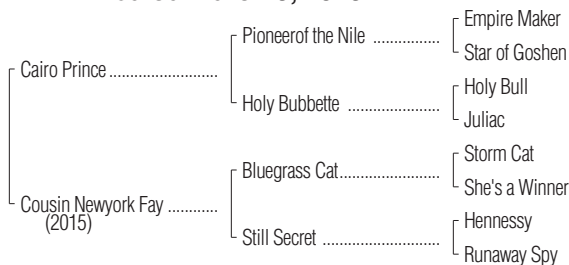 Empire Maker
Pioneerof the Nile ................
Star of Goshen
Cairo Prince .........................
Holy Bull
Holy Bubbette ......................
Juliac
Storm Cat
Bluegrass Cat.......................
She's a Winner
Cousin Newyork Fay ............
(2015)
Hennessy
Still Secret ............................
Runaway Spy